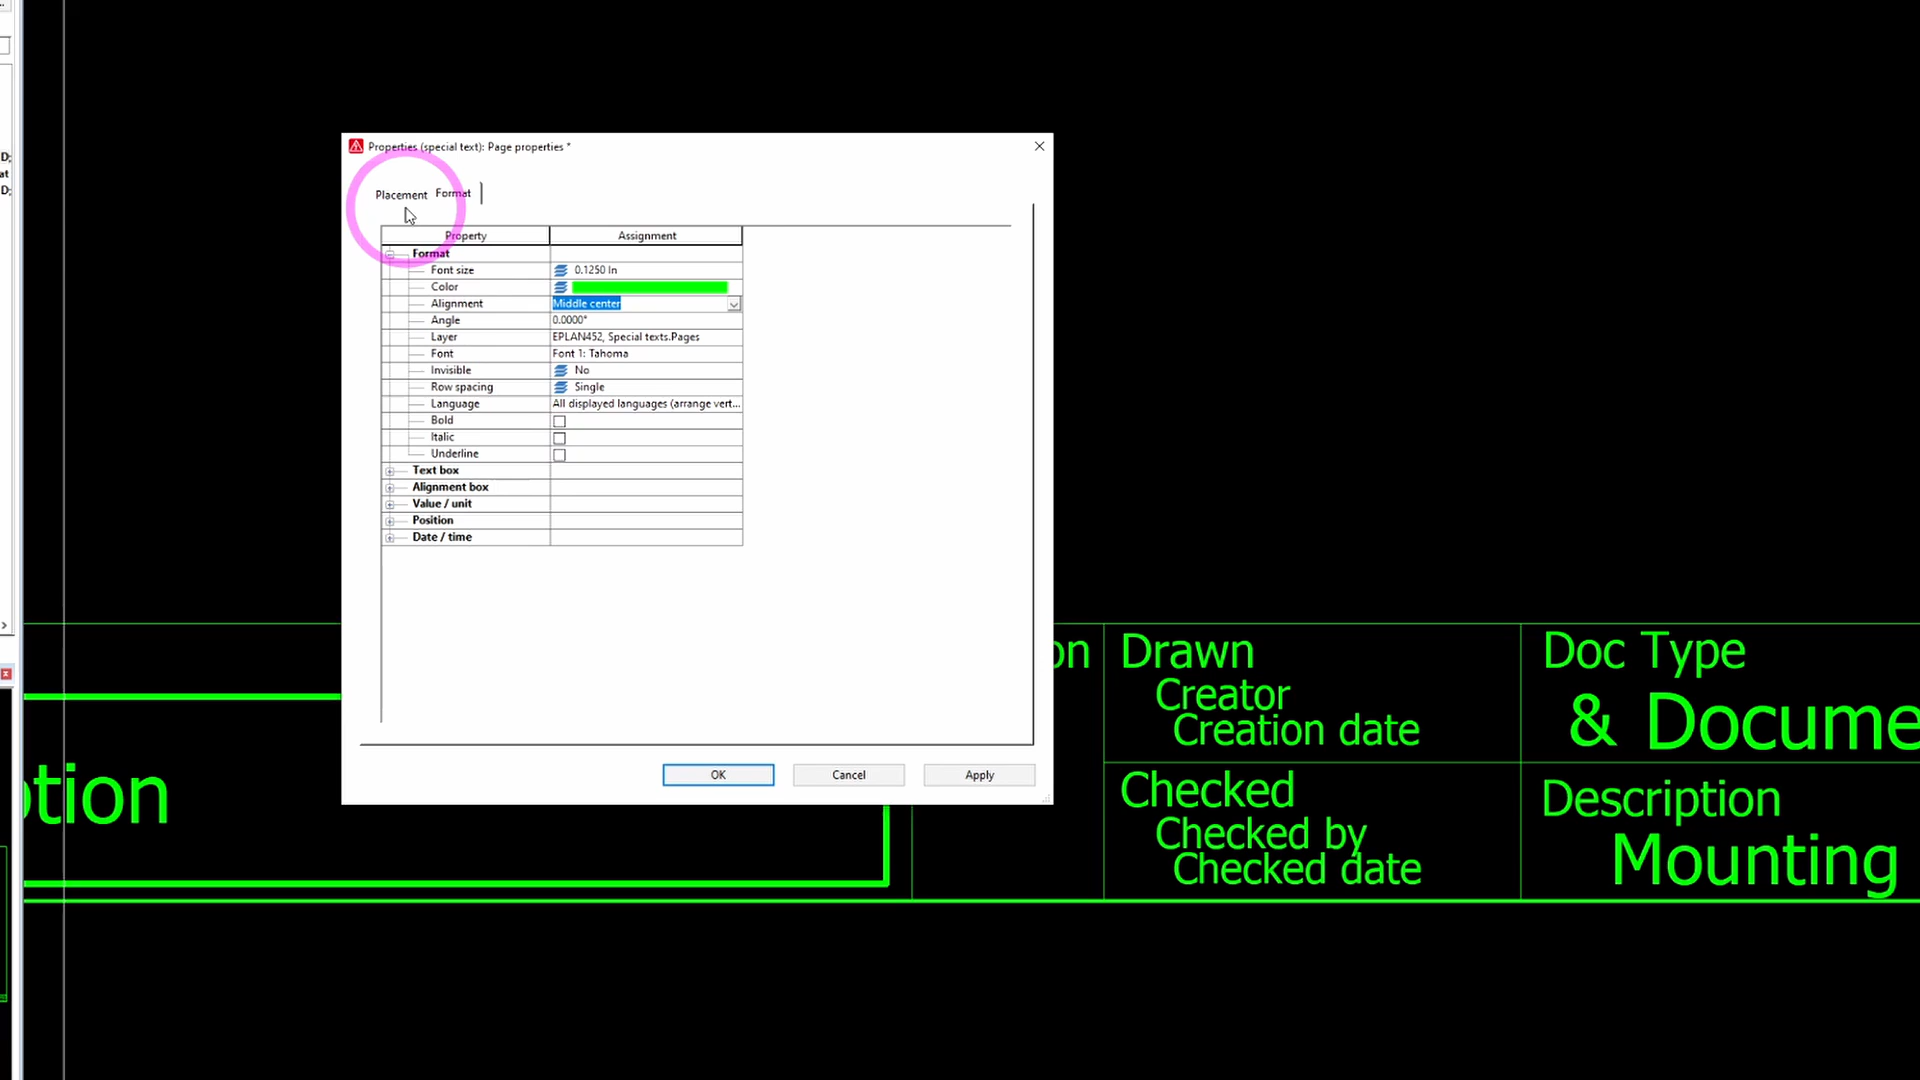 D;
at
D;
Properties (special text): Page properties *
Placement Format
Property Assignment
Format
Font size 0.1250 In
Color
Alignment Middle center
Angle 0.0000°
Layer EPLAN452, Special texts.Pages
Font Font 1: Tahoma
Invisible No
Row spacing Single
Language All displayed languages (arrange vert...
Bold
Italic
Underline
Text box
Alignment box
Value / unit
Position
Date / time
OK Cancel Apply
ption
on
Drawn
Creator
Creation date
Checked
Checked by
Checked date
Doc Type
& Docume
Description
Mounting